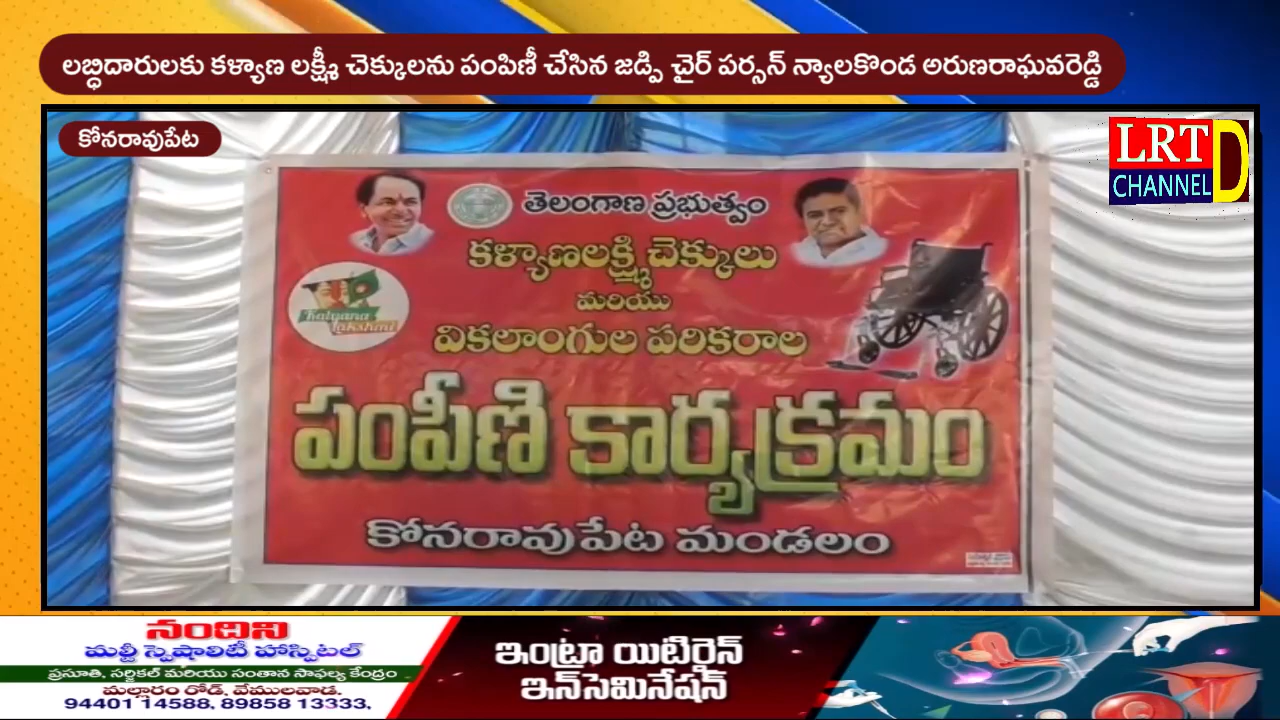 లబ్ధిదారులకు కళ్యాణ లక్ష్మీ చెక్కులను పంపిణీ చేసిన జడ్పి చైర్ పర్సన్ న్యాలకొండ అరుణరాఘవరెడ్డి
కోనరావుపేట
LRT D
CHANNEL
తెలంగాణ ప్రభుత్వం
కళ్యాణలక్ష్మి చెక్కులు
మరియు
Kalyana
Lakshmi
వికలాంగుల పరికరాల
పంపీణి కార్యక్రమం
కోనరావుపేట మండలం
నందిని
మల్టీ స్పెషాలిటీ హాస్పిటల్
ప్రసూతి, సర్జికల్ మరియు సంతాన సాఫల్య కేంద్రం
మల్లారం రోడ్, వేములవాడ.
94401 14588, 89858 13333,
ఇంట్రా యిటిరైన్
ఇన్‌సెమినేషన్